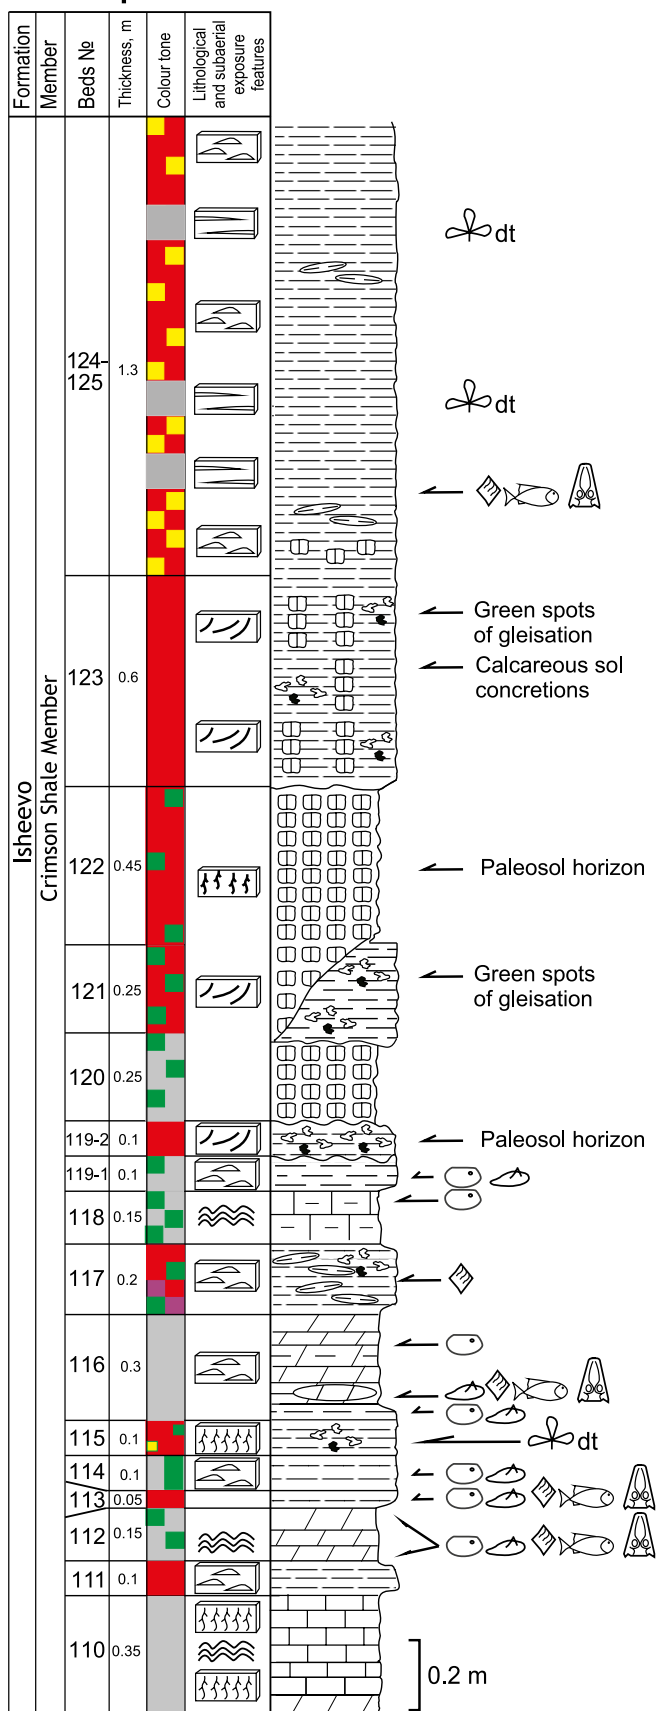 Formation
Member
Beds №
Thickness, m
Colour tone
Lithological
and subaerial
exposure
features
Isheevo
Crimson Shale Member
dt
124-
125
1.3
dt
Green spots
of gleisation
Calcareous sol
concretions
123
0.6
122
0.45
Paleosol horizon
121
0.25
Green spots
of gleisation
120
0.25
119-2
0.1
Paleosol horizon
119-1
0.1
118
0.15
117
0.2
116
0.3
115
0.1
dt
114
0.1
113
0.05
112
0.15
111
0.1
110
0.35
0.2 m